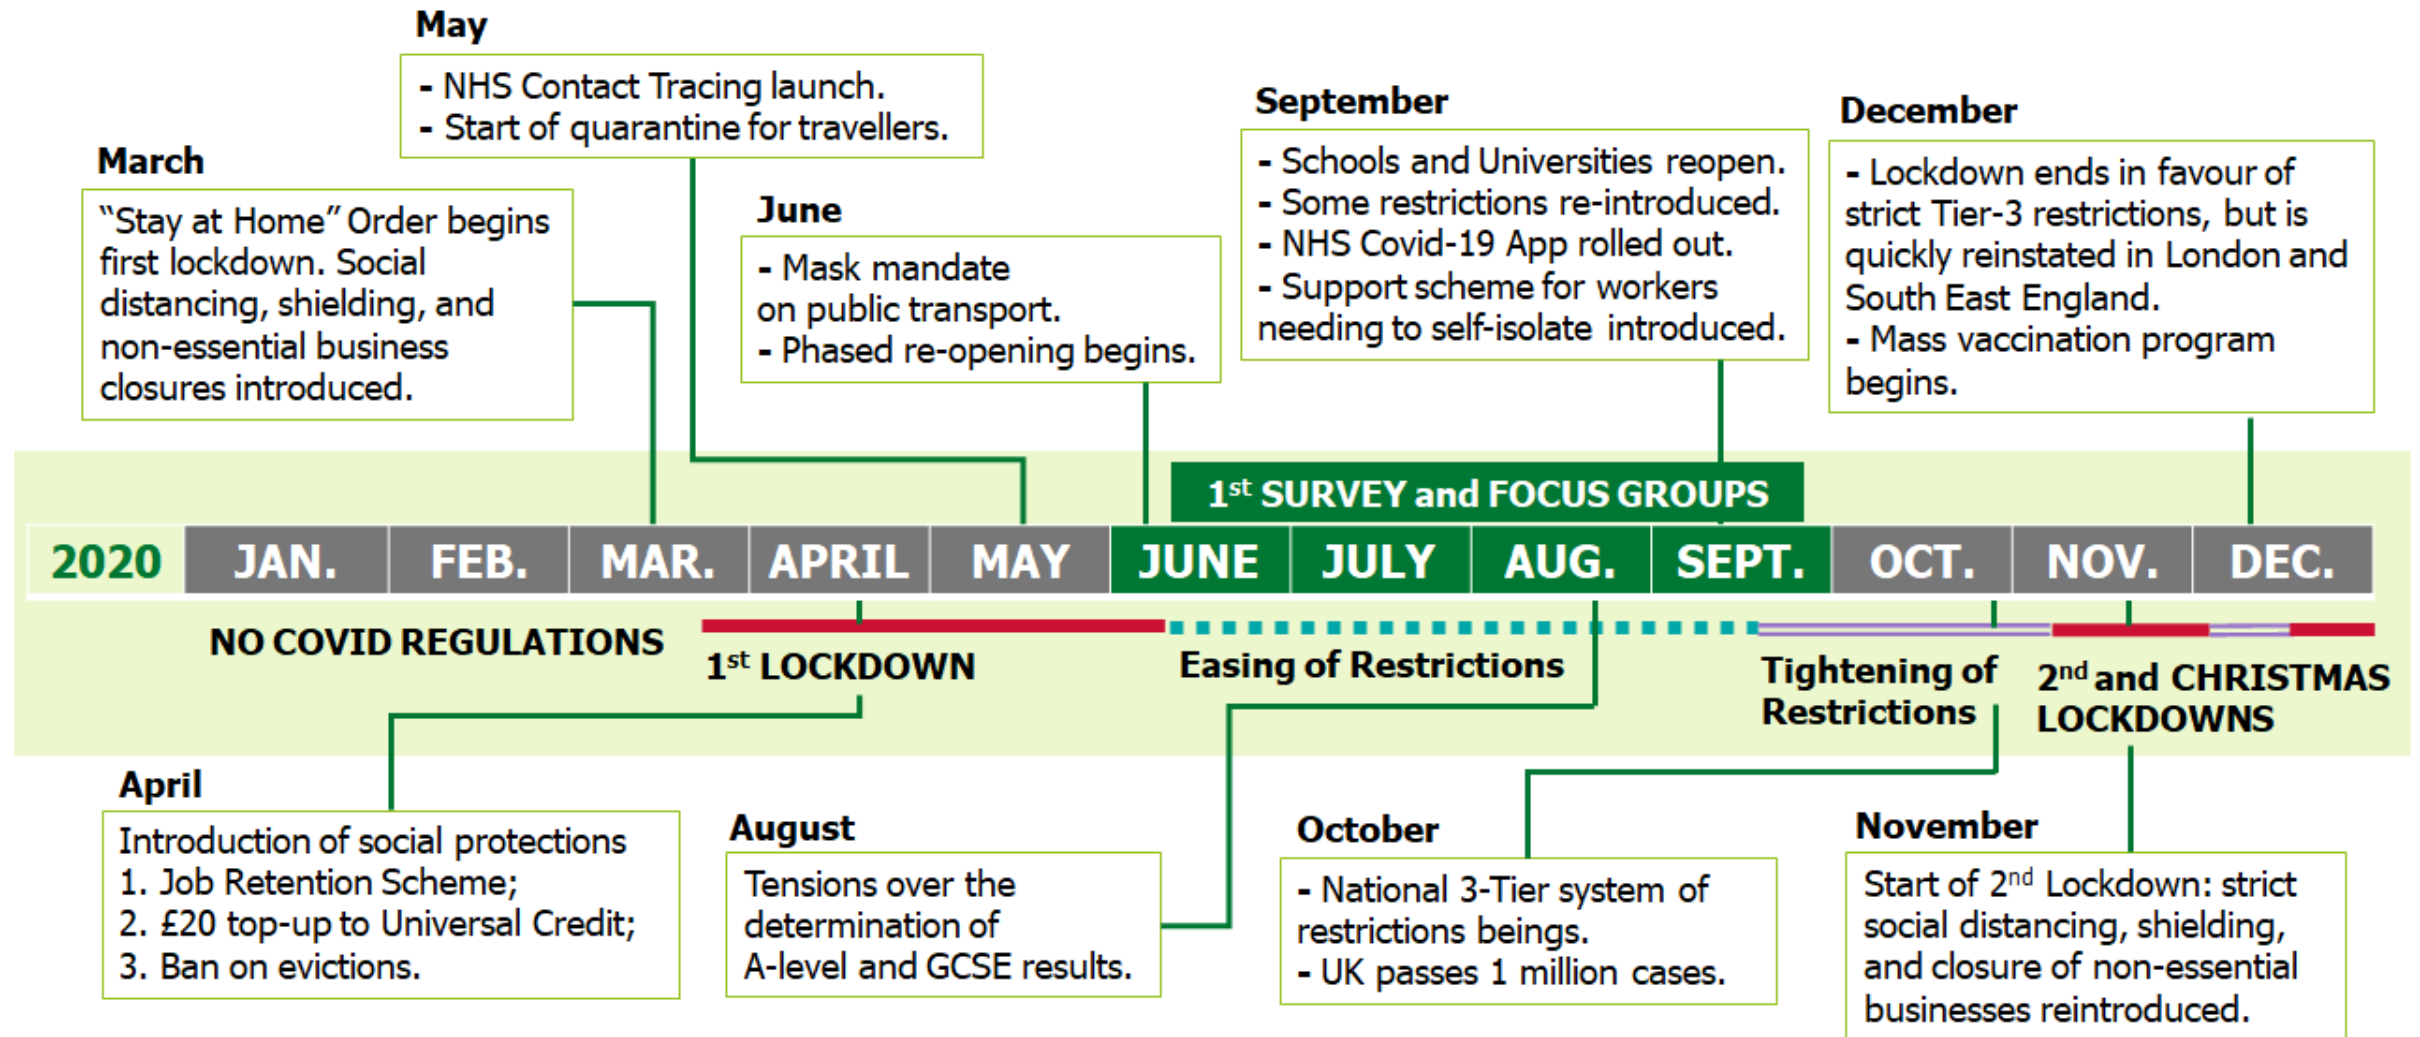 May
- NHS Contact Tracing launch.
- Start of quarantine for travellers.
March
“Stay at Home” Order begins
first lockdown. Social
distancing, shielding, and
non-essential business
closures introduced.
June
- Mask mandate
on public transport.
- Phased re-opening begins.
September
- Schools and Universities reopen.
- Some restrictions re-introduced.
- NHS Covid-19 App rolled out.
- Support scheme for workers
needing to self-isolate introduced.
December
- Lockdown ends in favour of
strict Tier-3 restrictions, but is
quickly reinstated in London and
South East England.
- Mass vaccination program
begins.
1st SURVEY and FOCUS GROUPS
2020 JAN. FEB. MAR. APRIL MAY JUNE JULY AUG. SEPT. OCT. NOV. DEC.
NO COVID REGULATIONS
1st LOCKDOWN
Easing of Restrictions
Tightening of
Restrictions
2nd and CHRISTMAS
LOCKDOWNS
April
Introduction of social protections
1. Job Retention Scheme;
2. £20 top-up to Universal Credit;
3. Ban on evictions.
August
Tensions over the
determination of
A-level and GCSE results.
October
- National 3-Tier system of
restrictions beings.
- UK passes 1 million cases.
November
Start of 2nd Lockdown: strict
social distancing, shielding,
and closure of non-essential
businesses reintroduced.